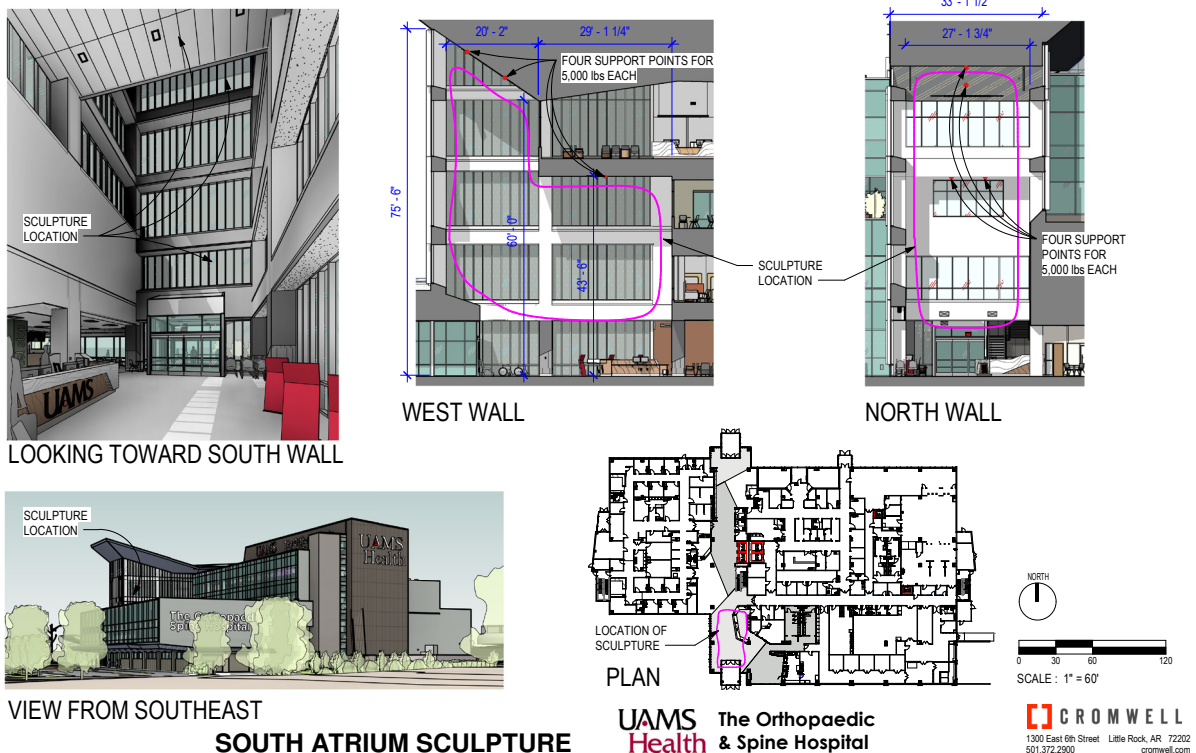 SCULPTURE
LOCATION
UAMS
LOOKING TOWARD SOUTH WALL
20' - 2"
29' - 1 1/4"
FOUR SUPPORT POINTS FOR
5,000 lbs EACH
75' - 6"
60' - 0"
43' - 6"
WEST WALL
SCULPTURE
LOCATION
33' - 1 1/2"
27' - 1 3/4"
FOUR SUPPORT
POINTS FOR
5,000 lbs EACH
NORTH WALL
SCULPTURE
LOCATION
UAMS
Health
VIEW FROM SOUTHEAST
LOCATION OF
SCULPTURE
PLAN
NORTH
0 30 60 120
SCALE : 1" = 60'
SOUTH ATRIUM SCULPTURE
UAMS
Health
The Orthopaedic
& Spine Hospital
CROMWELL
1300 East 6th Street Little Rock, AR 72202
501.372.2900 cromwell.com